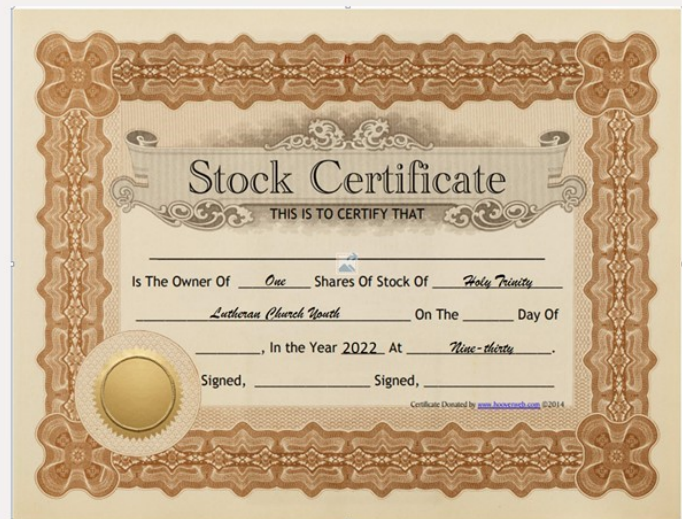 Stock Certificate
THIS IS TO CERTIFY THAT
Is The Owner Of One Shares Of Stock Of Holy Trinity
Lutheran Church Youth On The Day Of
, In the Year 2022 At Nine-thirty.
Signed, Signed,
Certificate Donated by www.hooverweb.com ©2014